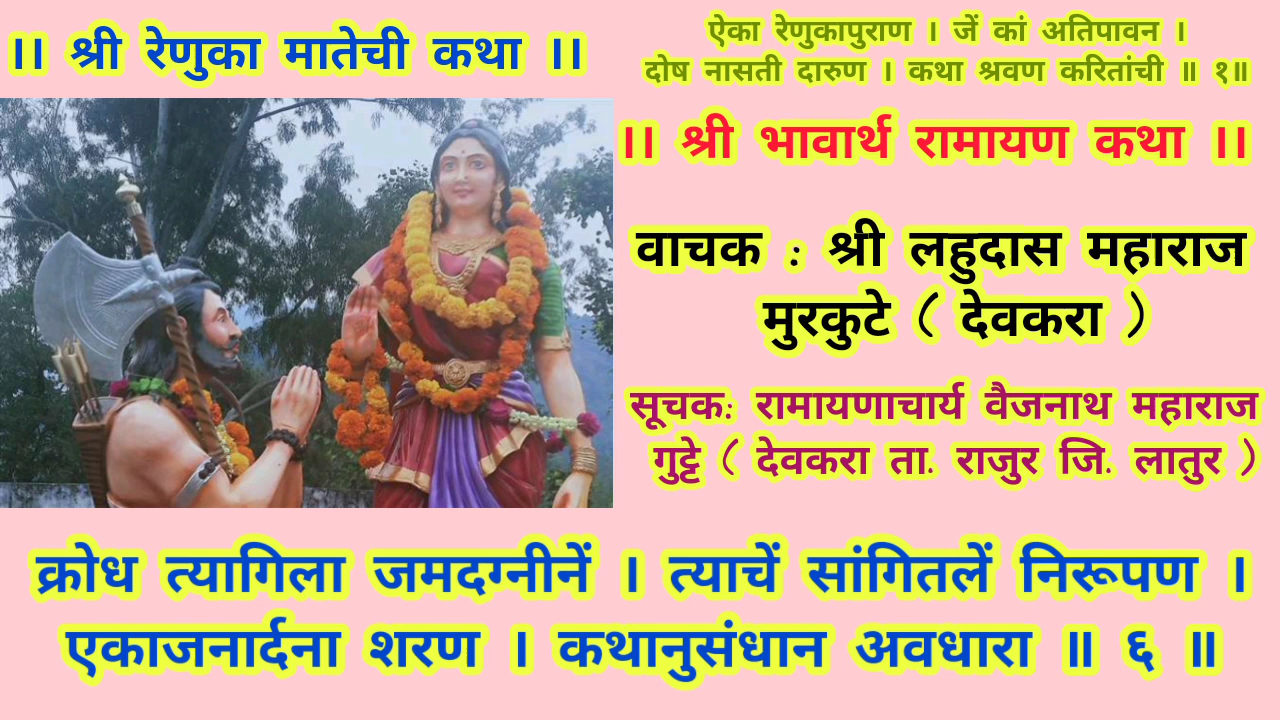 ।। श्री रेणुका मातेची कथा ।।
ऐका रेणुकापुराण । जें कां अतिपावन ।
दोष नासती दारुण । कथा श्रवण करितांची ॥ १॥
।। श्री भावार्थ रामायण कथा ।।
वाचक : श्री लहुदास महाराज
मुरकुटे ( देवकरा )
सूचक: रामायणाचार्य वैजनाथ महाराज
गुट्टे ( देवकरा ता. राजुर जि. लातुर )
क्रोध त्यागिला जमदग्नीनें । त्याचें सांगितलें निरूपण ।
एकाजनार्दना शरण । कथानुसंधान अवधारा ॥ ६ ॥